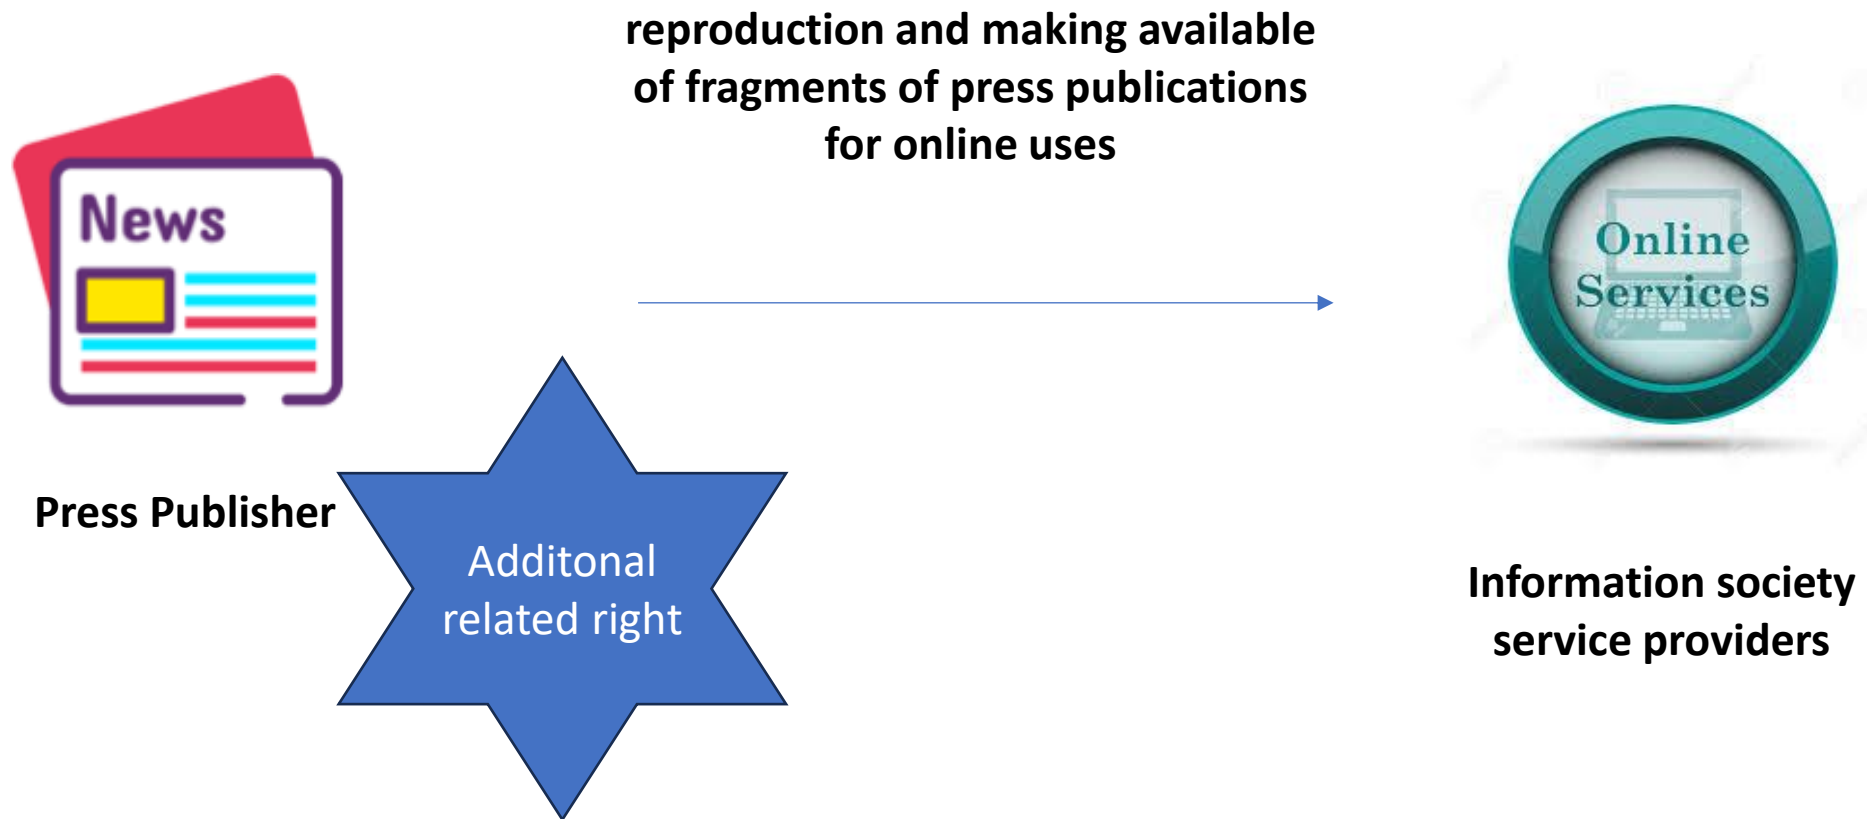 reproduction and making available
of fragments of press publications
for online uses
News
Online
Services
Press Publisher
Additonal
related right
Information society
service providers